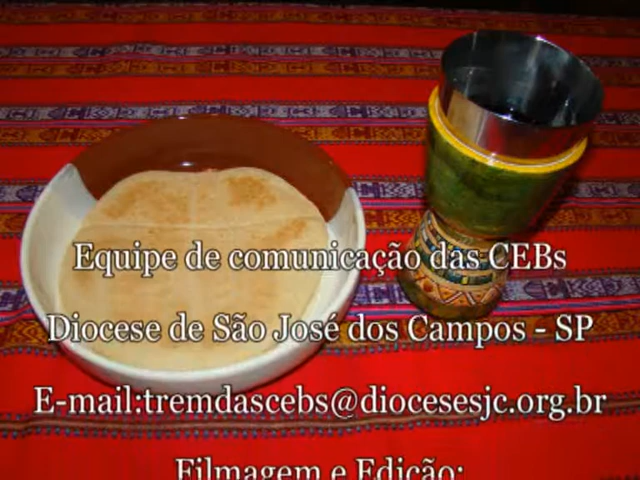 Equipe de comunicação das CEBs
Diocese de São José dos Campos - SP
E-mail:tremdascebs@diocesesjc.org.br
Filmagem e Edição: